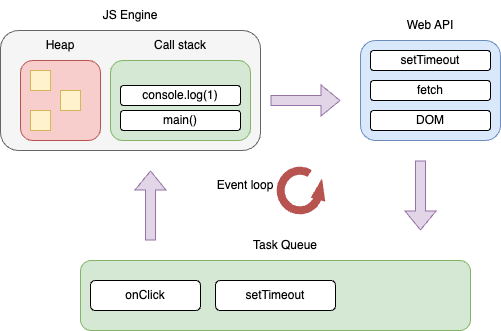 JS Engine
Heap
Call stack
console.log(1)
main()
Web API
setTimeout
fetch
DOM
Event loop
Task Queue
onClick
setTimeout